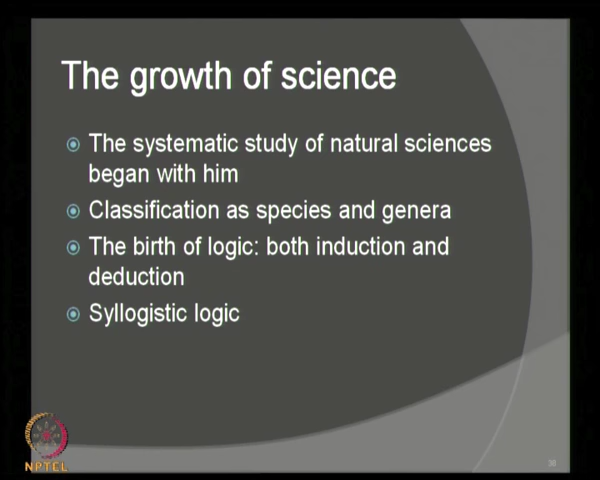 The growth of science
The systematic study of natural sciences
began with him
Classification as species and genera
The birth of logic: both induction and
deduction
Syllogistic logic
NPTEL